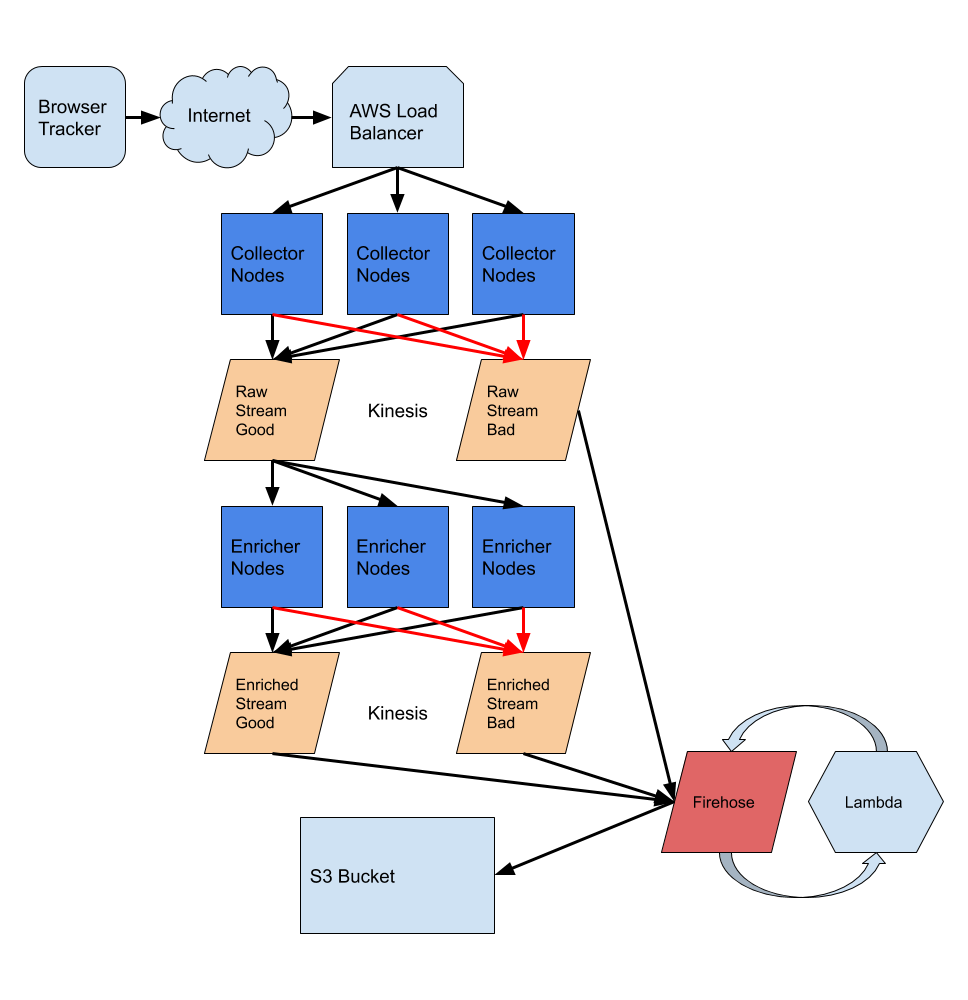 Browser
Tracker
Internet
AWS Load
Balancer
Collector
Nodes
Collector
Nodes
Collector
Nodes
Raw
Stream
Good
Kinesis
Raw
Stream
Bad
Enricher
Nodes
Enricher
Nodes
Enricher
Nodes
Enriched
Stream
Good
Kinesis
Enriched
Stream
Bad
Firehose
Lambda
S3 Bucket